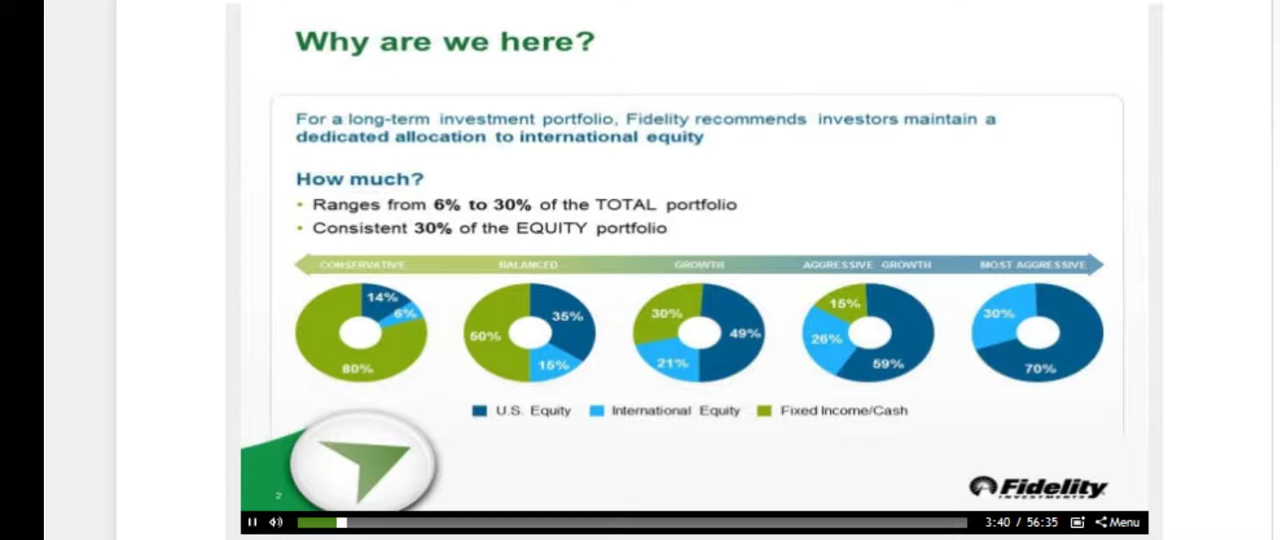 Why are we here?
For a long-term investment portfolio, Fidelity recommends investors maintain a
dedicated allocation to international equity
How much?
• Ranges from 6% to 30% of the TOTAL portfolio
• Consistent 30% of the EQUITY portfolio
CONSERVATIVE BALANCED GROWTH AGGRESSIVE GROWTH MOST AGGRESSIVE
14% 6% 80%
35% 15% 50%
30% 49% 21%
15% 26% 59%
30% 70%
U.S. Equity International Equity Fixed Income/Cash
2
Fidelity
INVESTMENTS
3:40 / 56:35 Menu